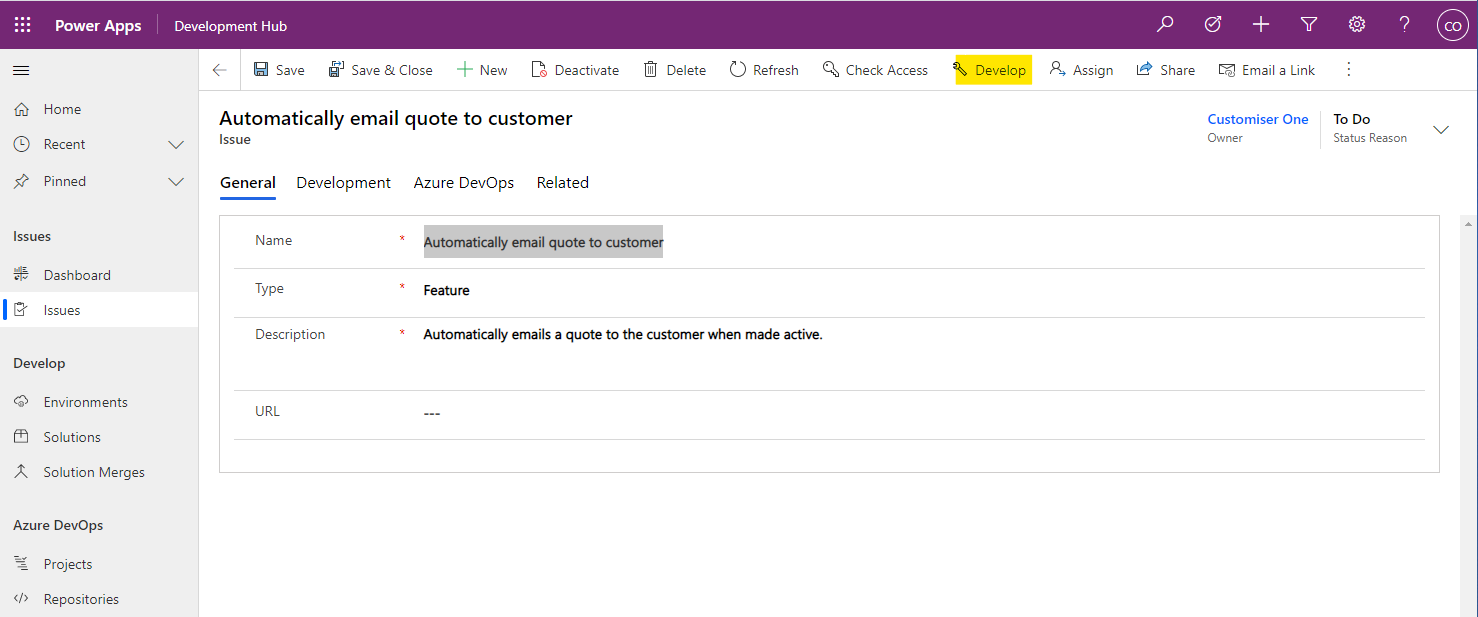 Power Apps Development Hub CO
Save Save & Close New Deactivate Delete Refresh Check Access Develop Assign Share Email a Link
Home
Recent
Pinned
Issues
Dashboard
Issues
Develop
Environments
Solutions
Solution Merges
Azure DevOps
Projects
Repositories
Automatically email quote to customer
Issue
Customiser One
Owner
To Do
Status Reason
General Development Azure DevOps Related
Name * Automatically email quote to customer
Type * Feature
Description * Automatically emails a quote to the customer when made active.
URL ---